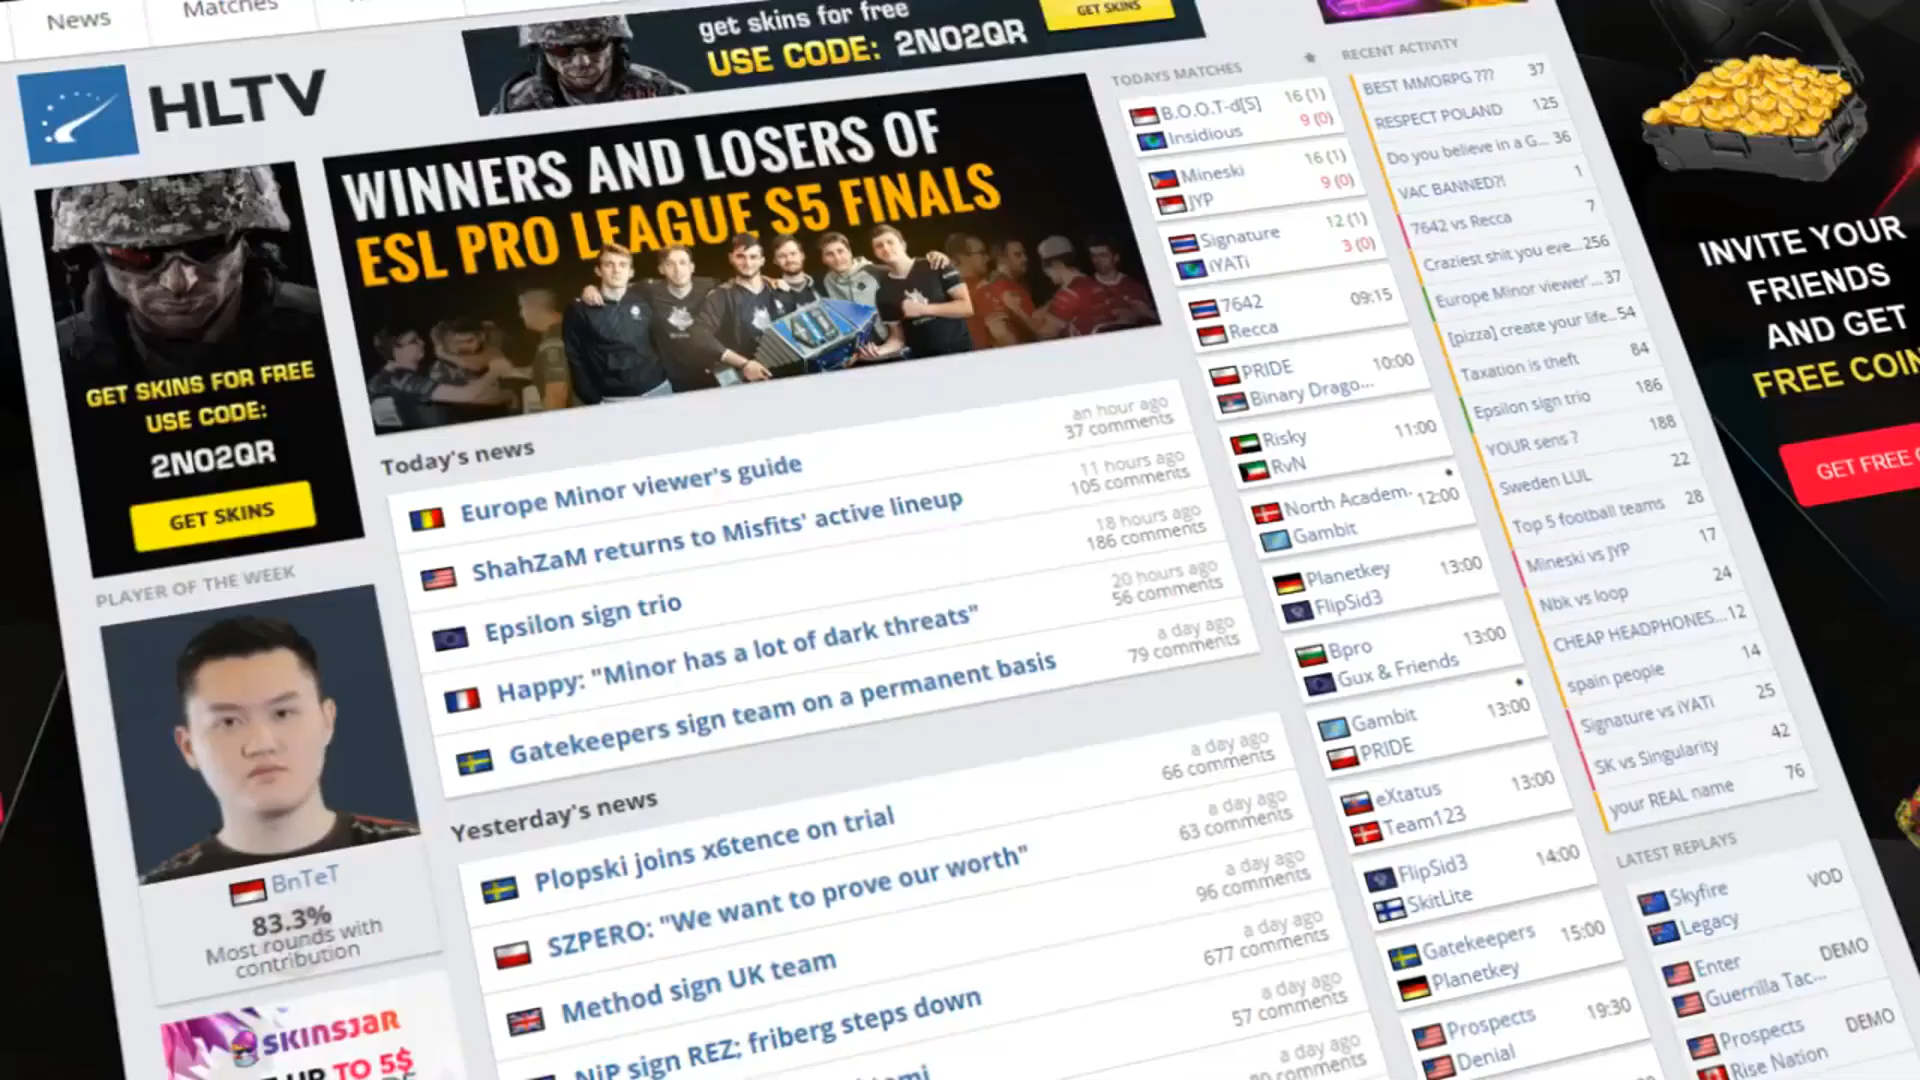 News
Matches
get skins for free
USE CODE: 2NO2QR
GET SKINS
HLTV
GET SKINS FOR FREE
USE CODE:
2NO2QR
GET SKINS
PLAYER OF THE WEEK
BnTeT
83.3%
Most rounds with
contribution
SKINSJAR
UP TO 5$
WINNERS AND LOSERS OF
ESL PRO LEAGUE S5 FINALS
Today's news
Europe Minor viewer's guide
an hour ago
37 comments
ShahZaM returns to Misfits' active lineup
11 hours ago
105 comments
Epsilon sign trio
18 hours ago
186 comments
Happy: "Minor has a lot of dark threats"
20 hours ago
56 comments
Gatekeepers sign team on a permanent basis
a day ago
79 comments
Yesterday's news
Plopski joins x6tence on trial
a day ago
66 comments
SZPERO: "We want to prove our worth"
a day ago
63 comments
Method sign UK team
a day ago
96 comments
NiP sign REZ; friberg steps down
a day ago
677 comments
a day ago
57 comments
a day ago
TODAYS MATCHES
B.O.O.T-d[S] 16 (1)
Insidious 9 (0)
Mineski 16 (1)
JYP 9 (0)
Signature 12 (1)
iYATi 3 (0)
7642 09:15
Recca
PRIDE 10:00
Binary Drago...
Risky 11:00
RvN
North Academ. 12:00
Gambit
Planetkey 13:00
FlipSid3
Bpro 13:00
Gux & Friends
Gambit 13:00
PRIDE
eXtatus 13:00
Team123
FlipSid3 14:00
SkitLite
Gatekeepers 15:00
Planetkey
Prospects 19:30
Denial
RECENT ACTIVITY
BEST MMORPG ??? 37
RESPECT POLAND 125
Do you believe in a G... 36
VAC BANNED?! 1
7642 vs Recca 7
Craziest shit you eve... 256
Europe Minor viewer'... 37
[pizza] create your life... 54
Taxation is theft 84
Epsilon sign trio 186
YOUR sens ? 188
Sweden LUL 22
Top 5 football teams 28
Mineski vs JYP 17
Nbk vs loop 24
CHEAP HEADPHONES... 12
spain people 14
Signature vs iYATi 25
SK vs Singularity 42
your REAL name 76
LATEST REPLAYS
Skyfire VOD
Legacy
Enter DEMO
Guerrilla Tac...
Prospects DEMO
Rise Nation
INVITE YOUR
FRIENDS
AND GET
FREE COIN
GET FREE